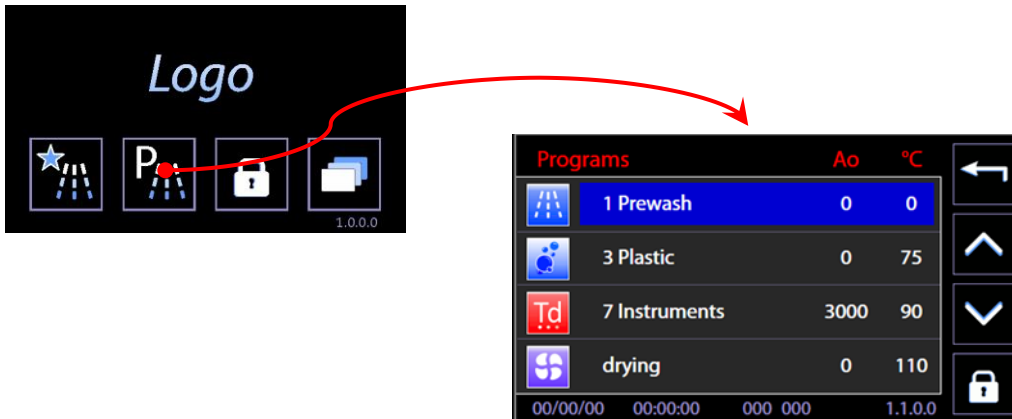 Logo
P
1.0.0.0
Programs Ao °C
1 Prewash 0 0
3 Plastic 0 75
Td 7 Instruments 3000 90
drying 0 110
00/00/00 00:00:00 000 000 1.1.0.0